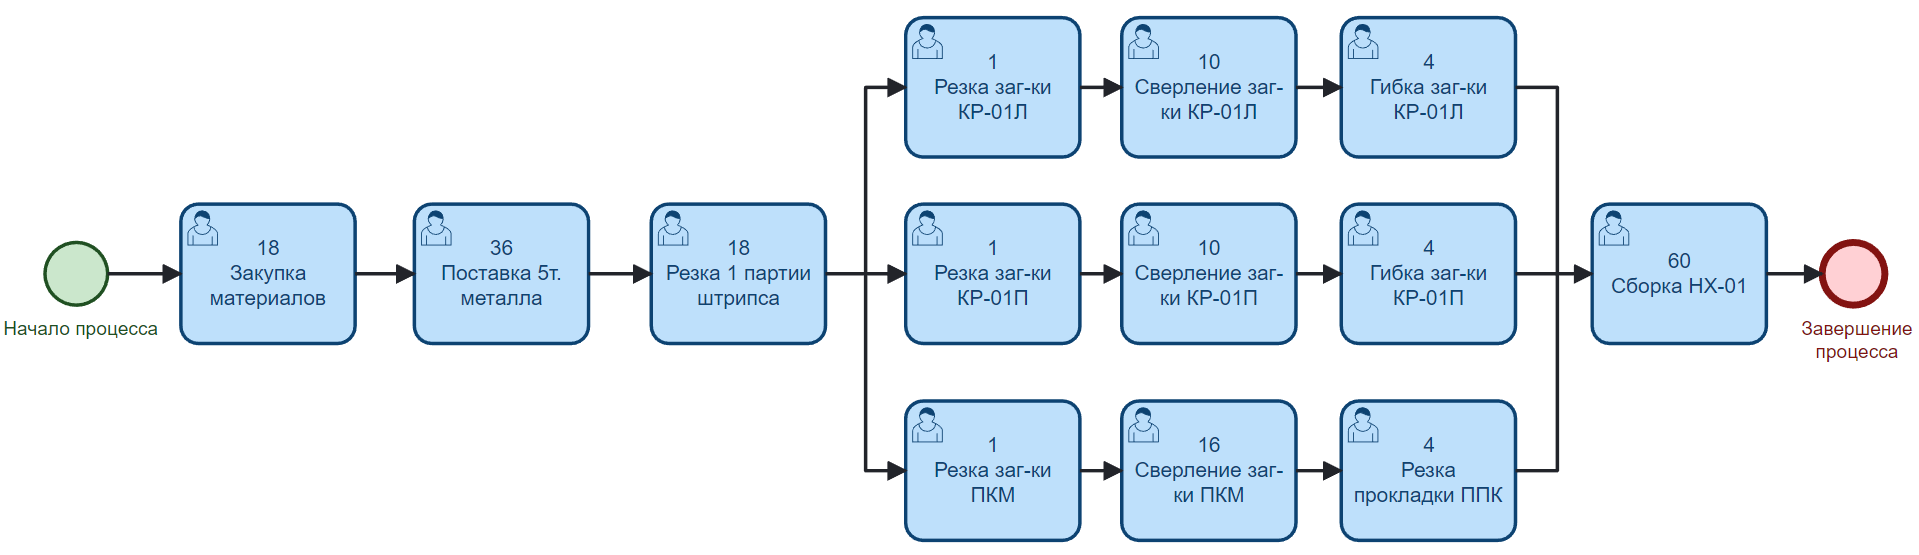 Начало процесса
18
Закупка
материалов
36
Поставка 5т.
металла
18
Резка 1 партии
штрипса
1
Резка заг-ки
КР-01Л
10
Сверление заг-
ки КР-01Л
4
Гибка заг-ки
КР-01Л
1
Резка заг-ки
КР-01П
10
Сверление заг-
ки КР-01П
4
Гибка заг-ки
КР-01П
1
Резка заг-ки
ПКМ
16
Сверление заг-
ки ПКМ
4
Резка
прокладки ППК
60
Сборка НХ-01
Завершение
процесса